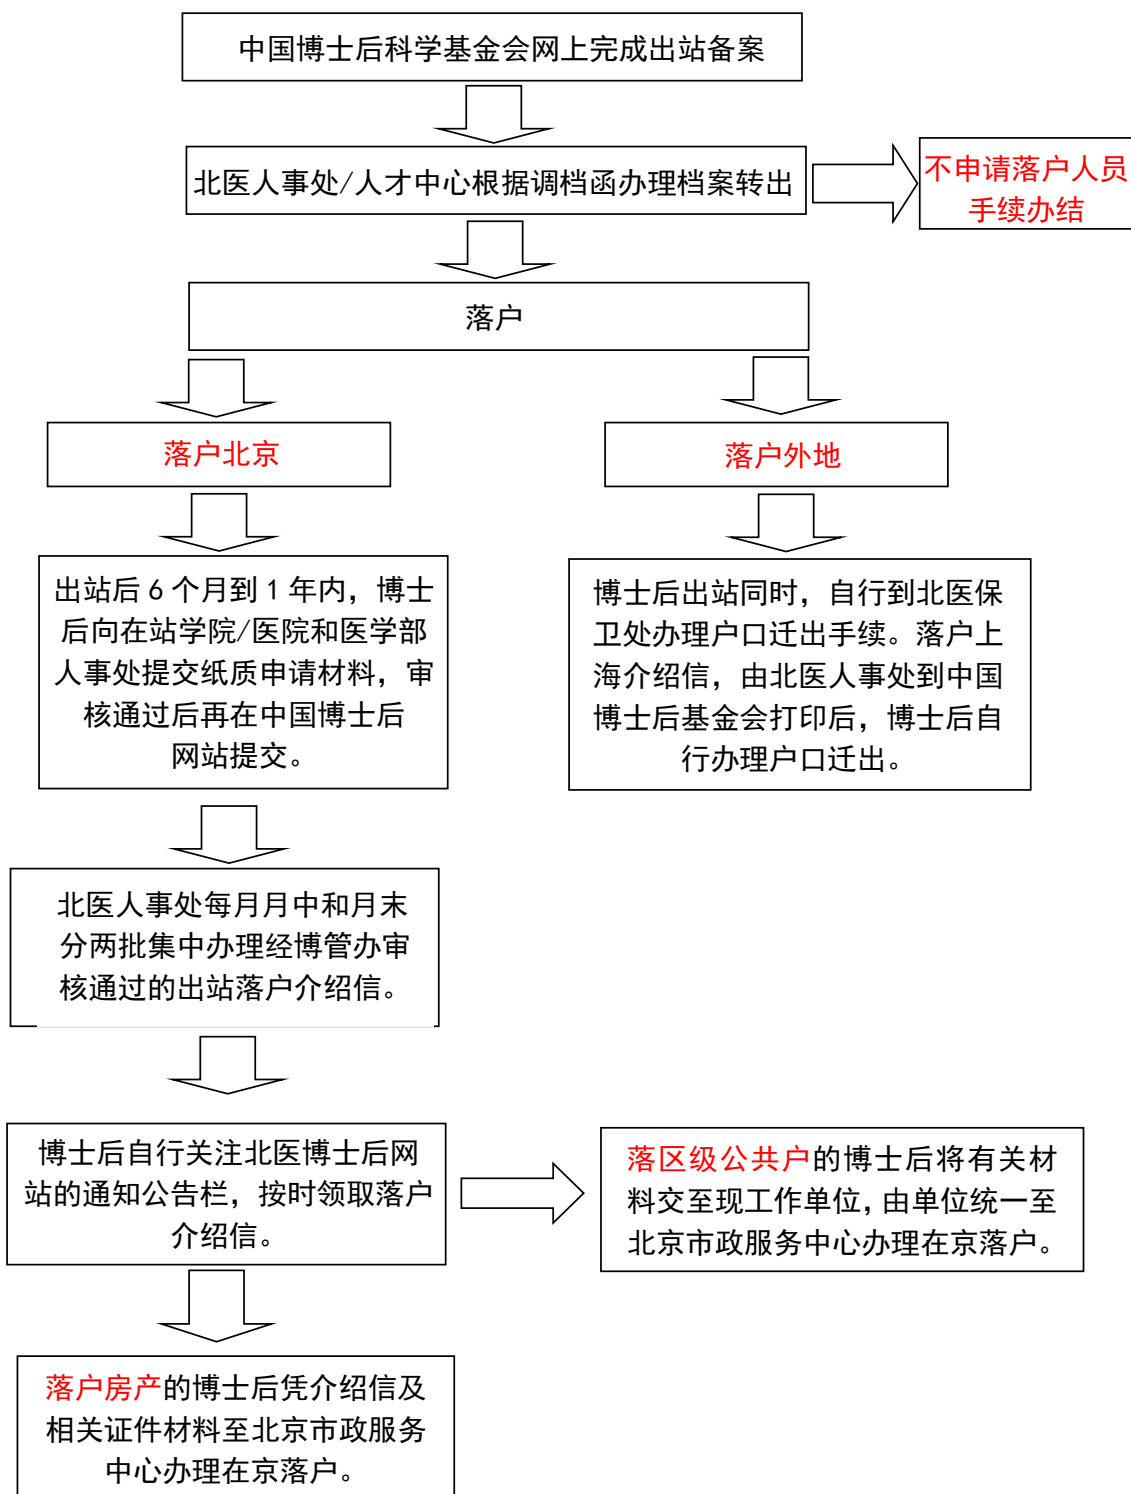 中国博士后科学基金会网上完成出站备案
北医人事处/人才中心根据调档函办理档案转出
不申请落户人员
手续办结
落户
落户北京
落户外地
出站后 6 个月到 1 年内，博士
后向在站学院/医院和医学部
人事处提交纸质申请材料，审
核通过后再在中国博士后
网站提交。
博士后出站同时，自行到北医保
卫处办理户口迁出手续。落户上
海介绍信，由北医人事处到中国
博士后基金会打印后，博士后自
行办理户口迁出。
北医人事处每月月中和月末
分两批集中办理经博管办审
核通过的出站落户介绍信。
博士后自行关注北医博士后网
站的通知公告栏，按时领取落户
介绍信。
落区级公共户的博士后将有关材
料交至现工作单位，由单位统一至
北京市政服务中心办理在京落户。
落户房产的博士后凭介绍信及
相关证件材料至北京市政服务
中心办理在京落户。